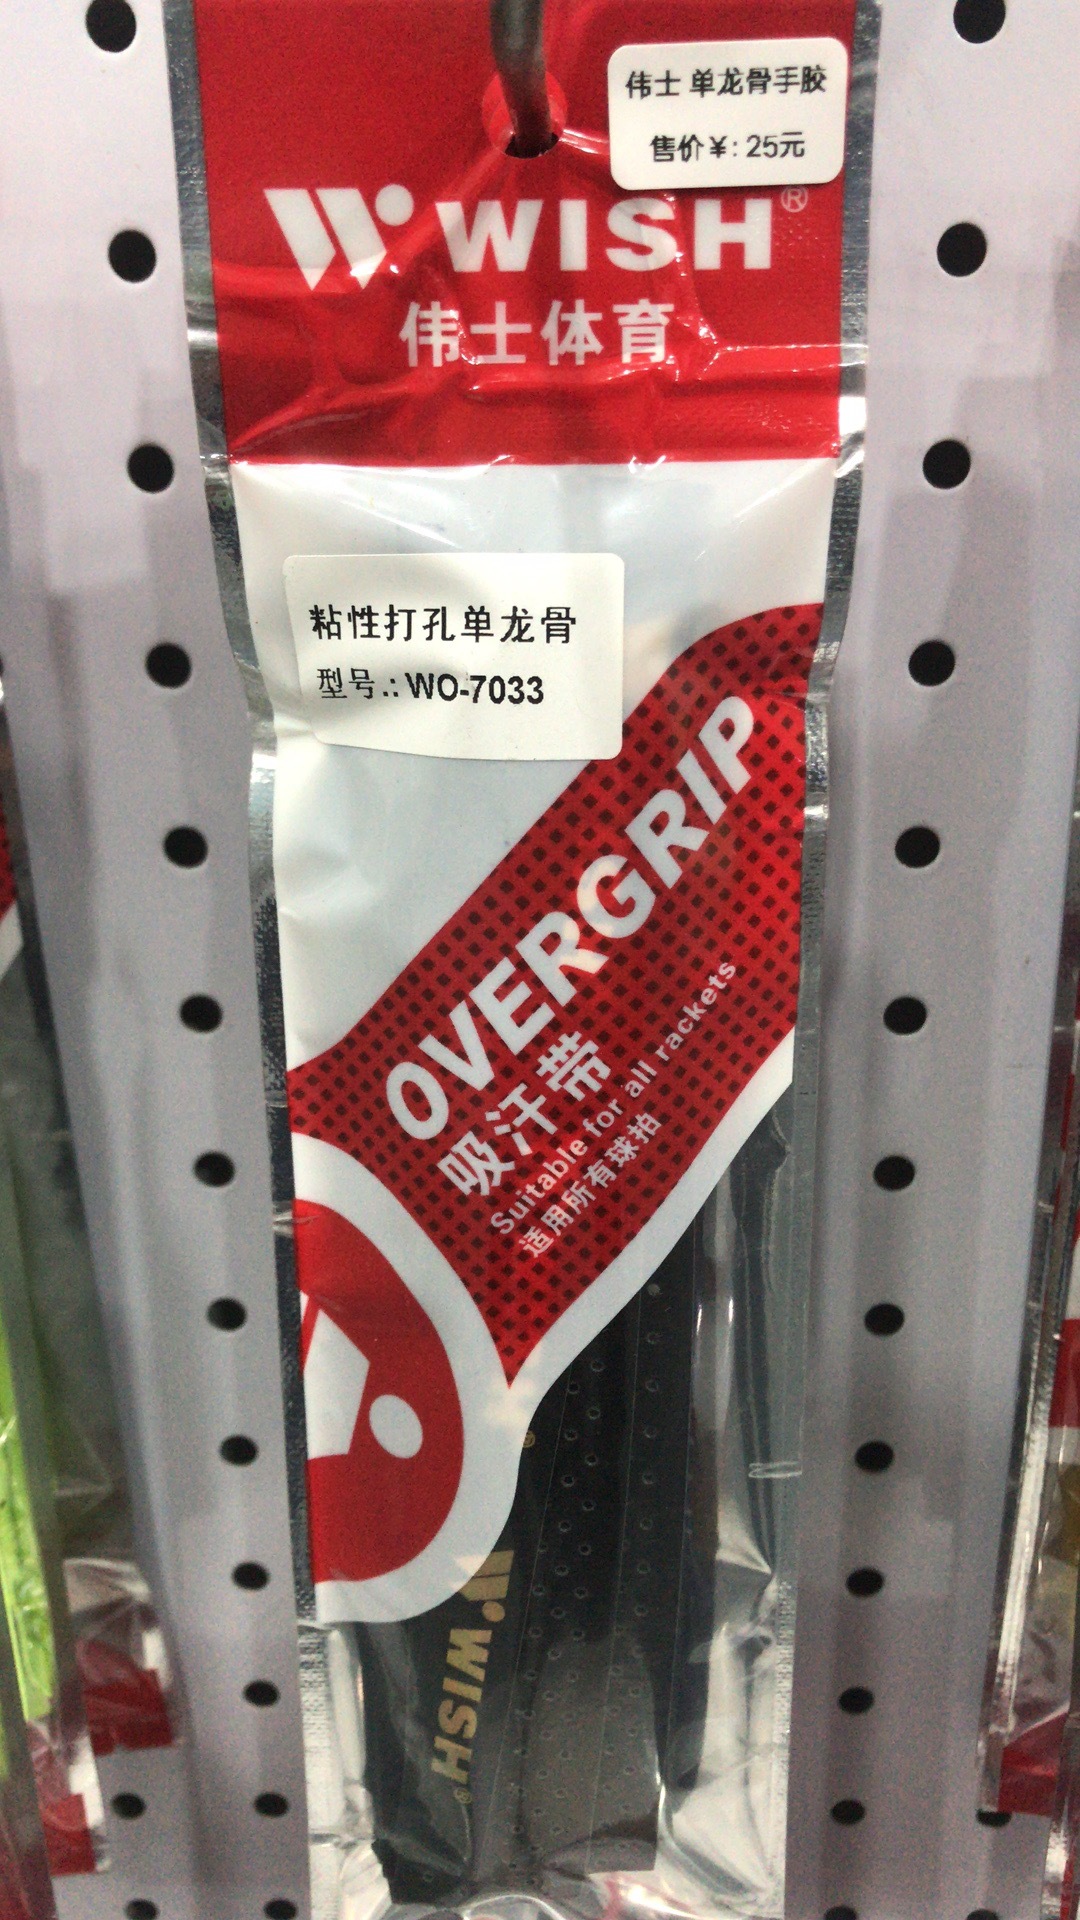 伟士 单龙骨手胶
售价¥: 25元
WISH®
伟士体育
粘性打孔单龙骨
型号.: WO-7033
OVERGRIP
吸汗带
Suitable for all rackets
适用所有球拍
WISH®